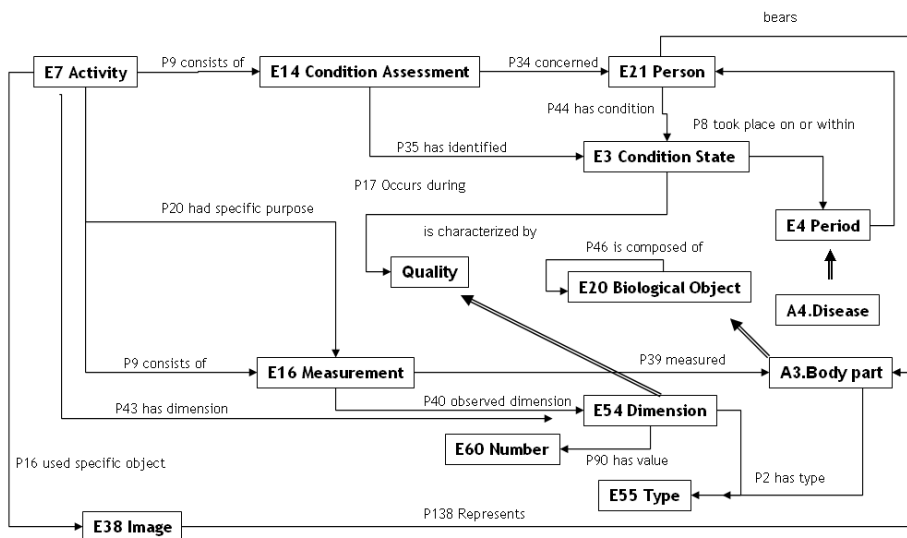 bears
P9 consists of
P34 concerned
E7 Activity
E14 Condition Assessment
E21 Person
P44 has condition
P8 took place on or within
P35 has identified
E3 Condition State
P17 Occurs during
P20 had specific purpose
E4 Period
is characterized by
P46 is composed of
Quality
E20 Biological Object
A4.Disease
P9 consists of
P39 measured
E16 Measurement
A3.Body part
P43 has dimension
P40 observed dimension
E54 Dimension
E60 Number
P90 has value
P16 used specific object
P2 has type
E55 Type
P138 Represents
E38 Image